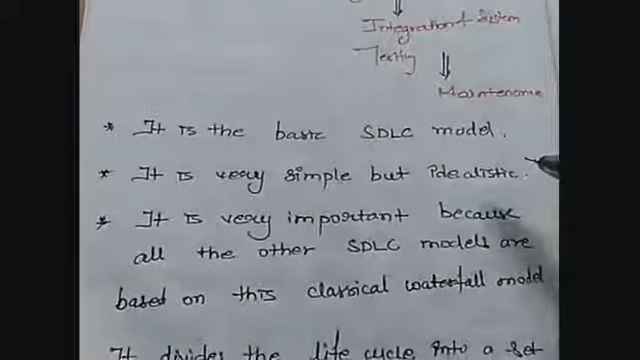 ⇓
Integration & System
Testing
⇓
Maintenance
* It is the basic SDLC model.
* It is very simple but idealistic.
* It is very important because
all the other SDLC models are
based on this classical waterfall model
It divides the life cycle into a set